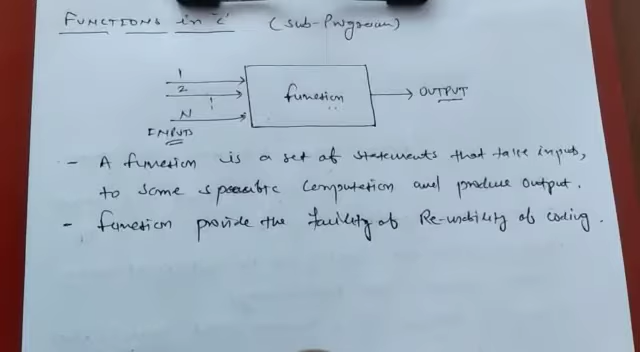 FUNCTIONS in 'c' (Sub-Program)
1
2
N
INPUTS
function
OUTPUT
- A function is a set of statements that take inputs,
to some specific Computation and produce output.
- function provide the facility of Re-usability of coding.